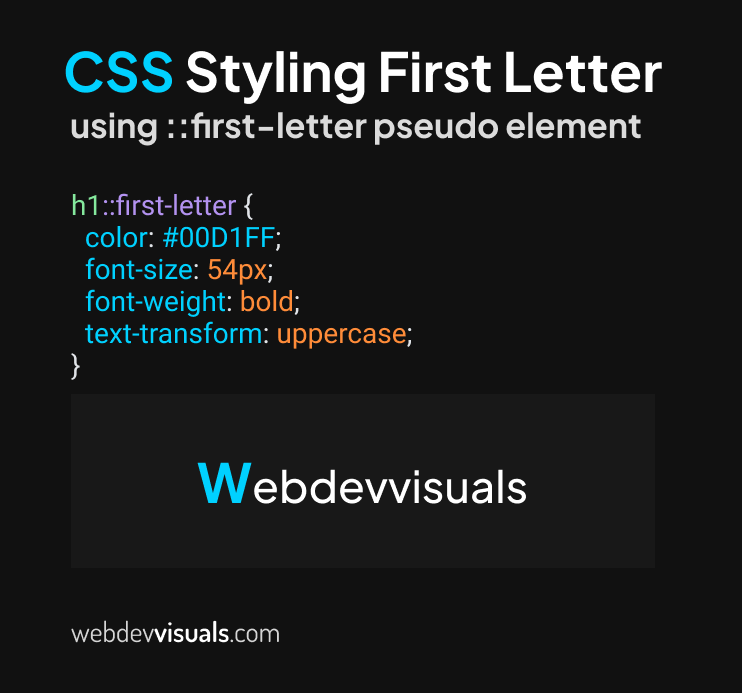 CSS Styling First Letter
using ::first-letter pseudo element
h1::first-letter {
  color: #00D1FF;
  font-size: 54px;
  font-weight: bold;
  text-transform: uppercase;
}
Webdevvisuals
webdevvisuals.com